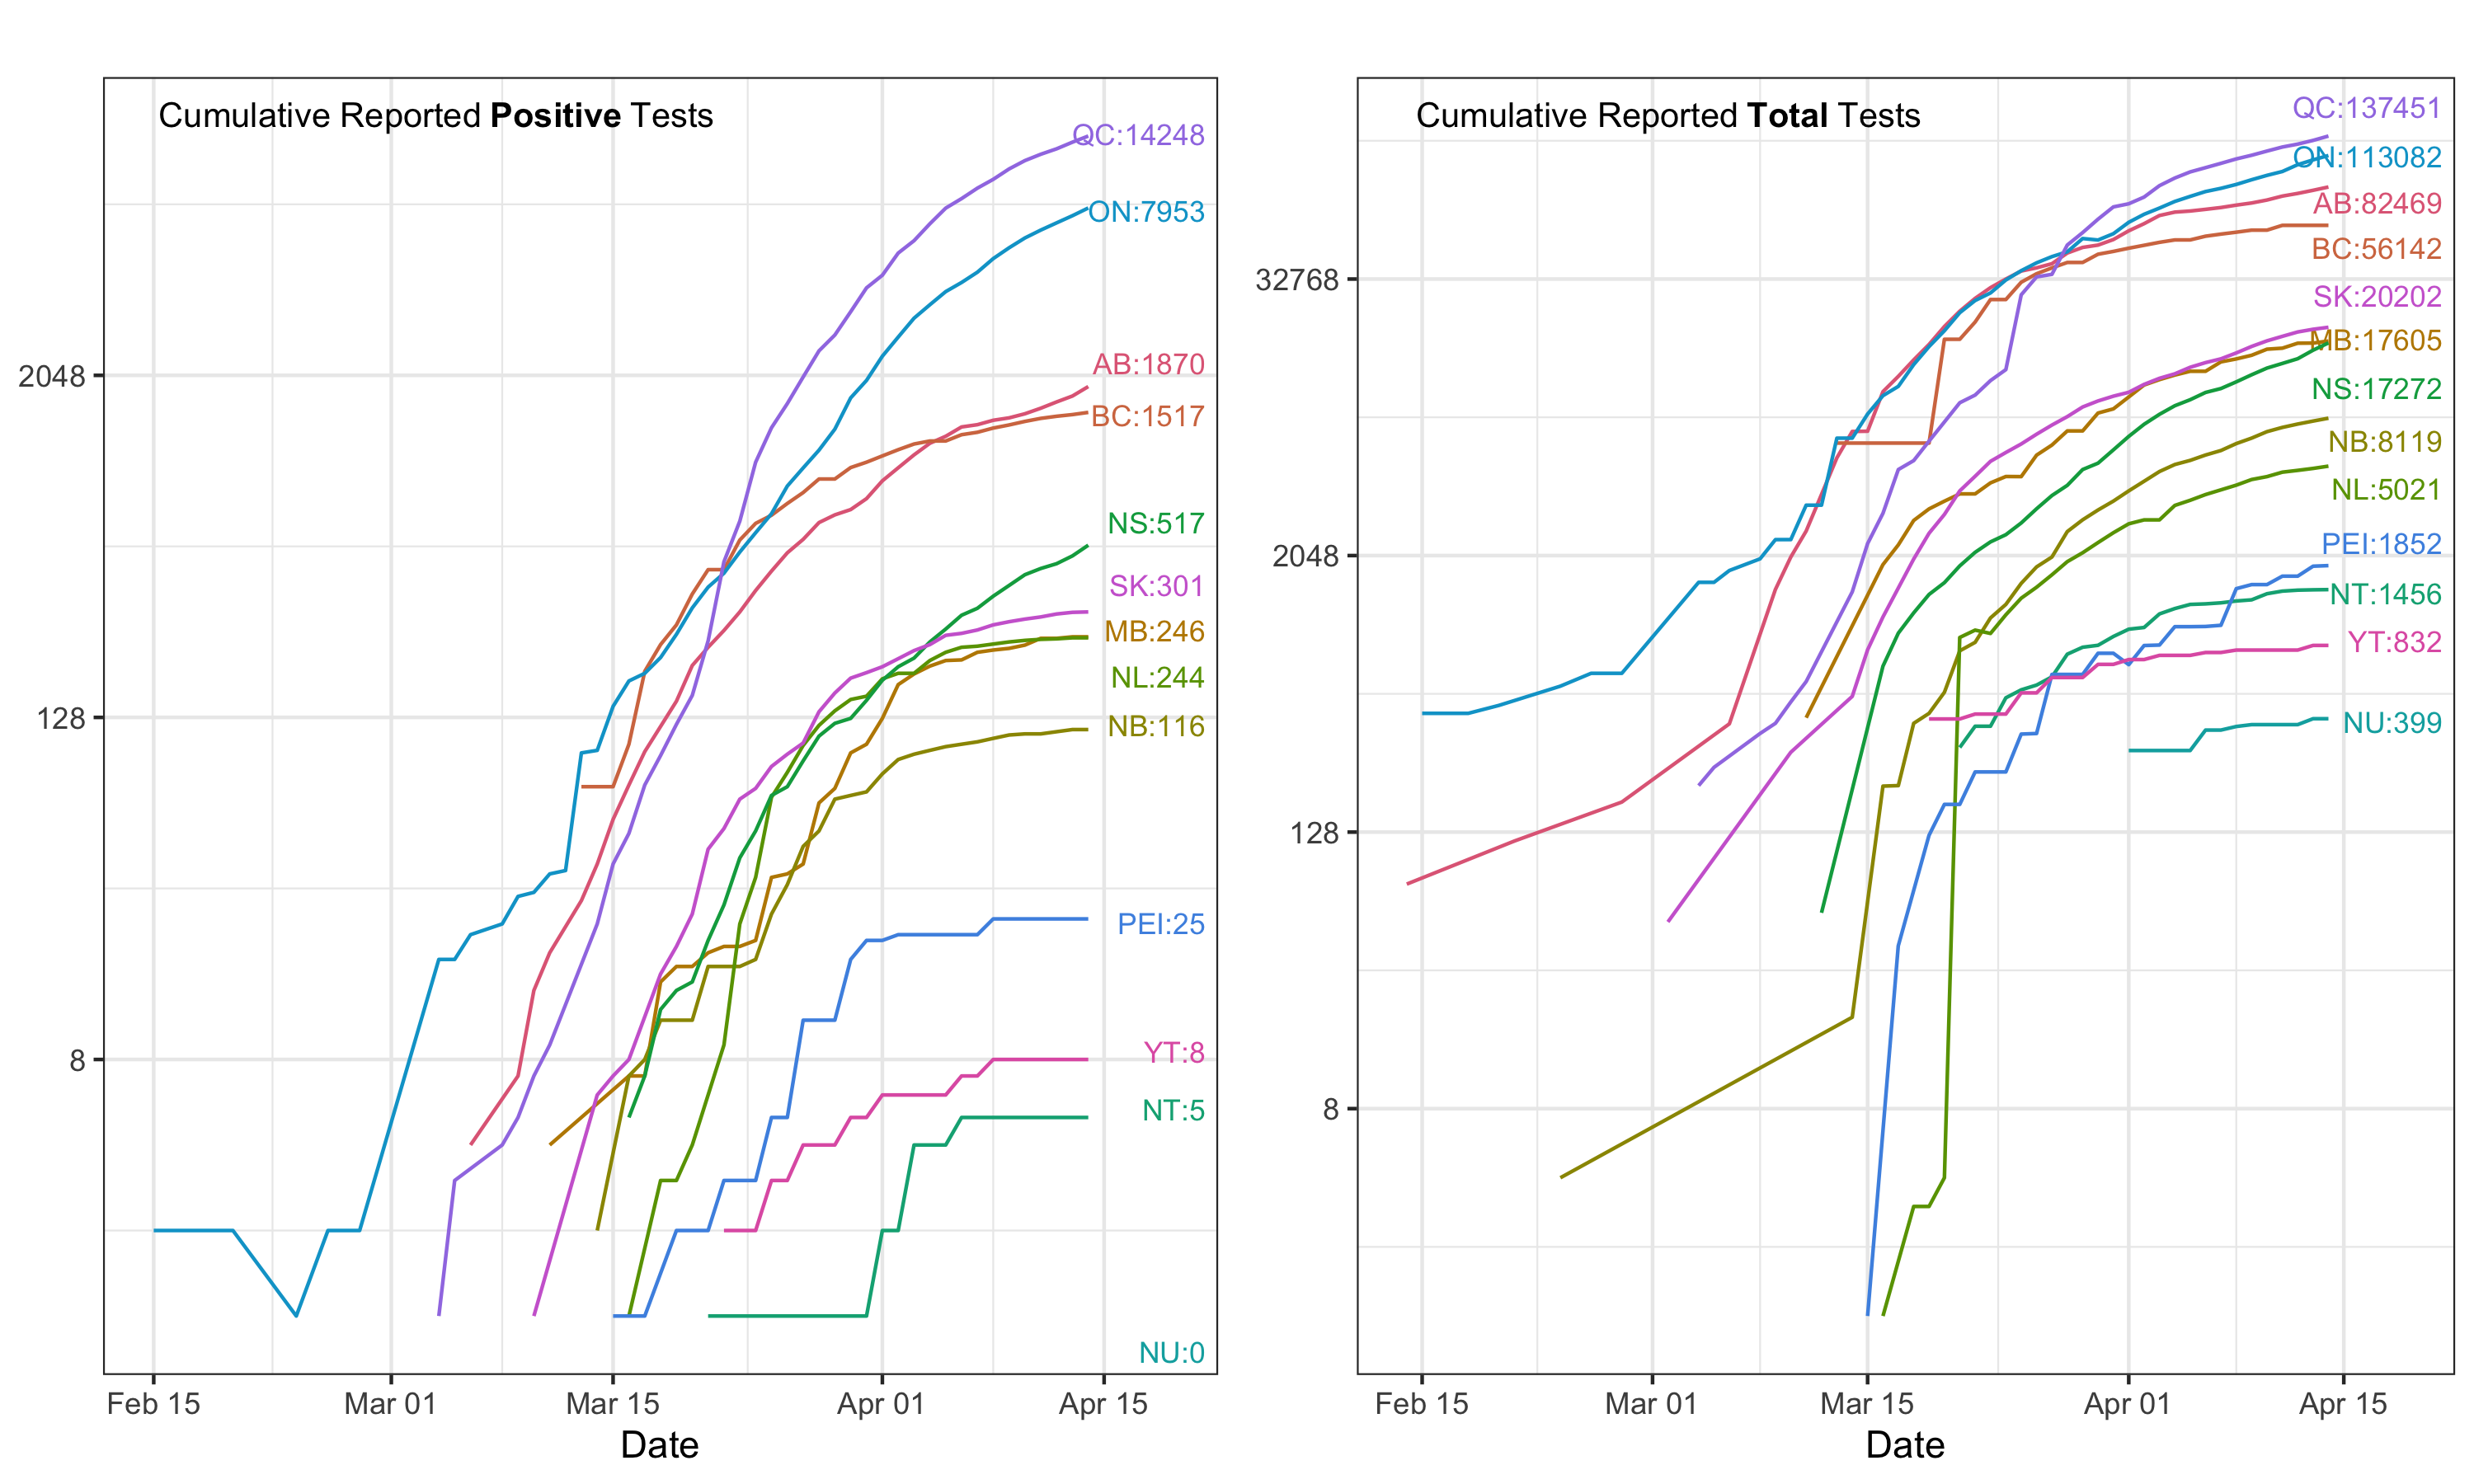 Cumulative Reported Positive Tests
QC:14248
ON:7953
AB:1870
BC:1517
NS:517
SK:301
MB:246
NL:244
NB:116
PEI:25
YT:8
NT:5
NU:0
2048
128
8
Feb 15
Mar 01
Mar 15
Apr 01
Apr 15
Date
Cumulative Reported Total Tests
QC:137451
ON:113082
AB:82469
BC:56142
SK:20202
MB:17605
NS:17272
NB:8119
NL:5021
PEI:1852
NT:1456
YT:832
NU:399
32768
2048
128
8
Feb 15
Mar 01
Mar 15
Apr 01
Apr 15
Date